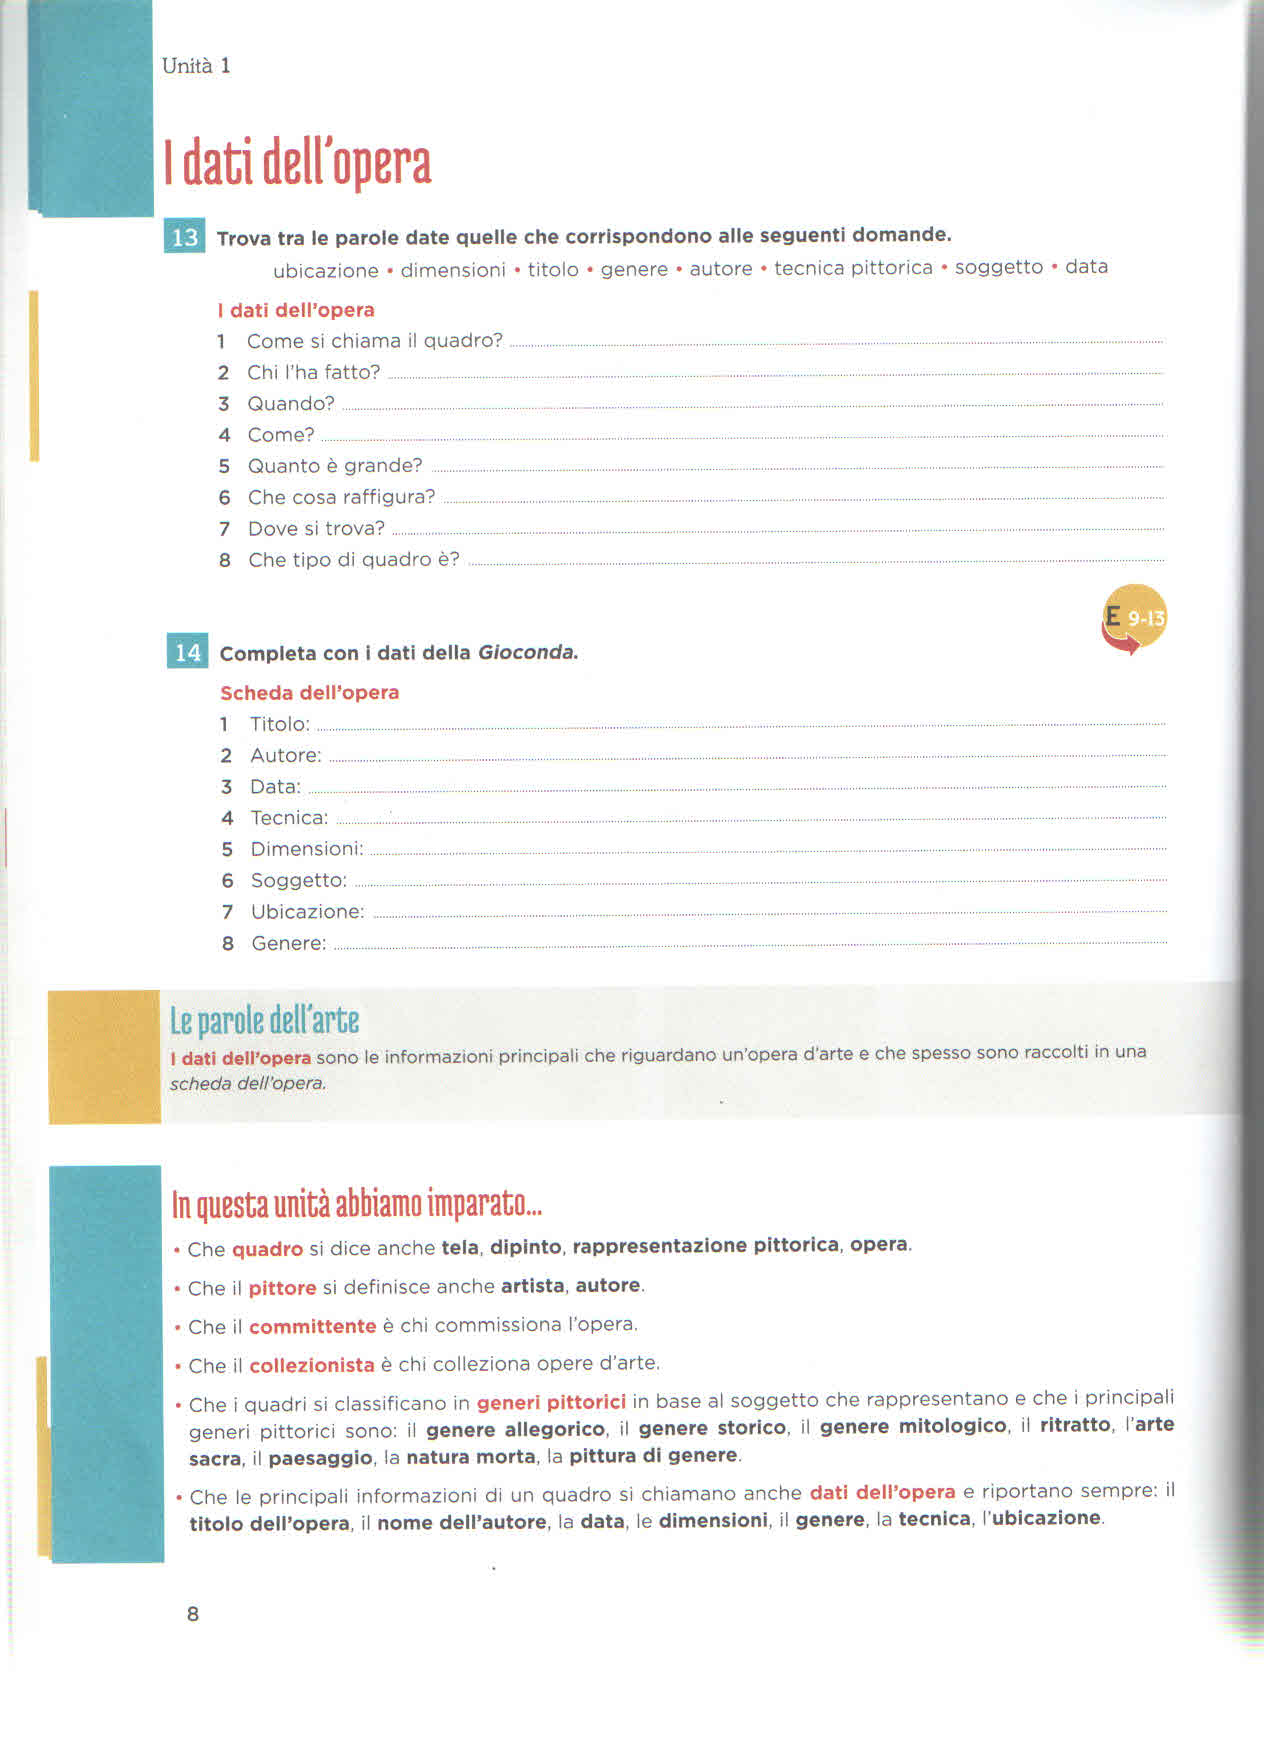 Unità 1
I dati dell'opera
13 Trova tra le parole date quelle che corrispondono alle seguenti domande.
ubicazione • dimensioni • titolo • genere • autore • tecnica pittorica • soggetto • data
I dati dell'opera
1 Come si chiama il quadro?
2 Chi l'ha fatto?
3 Quando?
4 Come?
5 Quanto è grande?
6 Che cosa raffigura?
7 Dove si trova?
8 Che tipo di quadro è?
E 9-13
14 Completa con i dati della Gioconda.
Scheda dell'opera
1 Titolo:
2 Autore:
3 Data:
4 Tecnica:
5 Dimensioni:
6 Soggetto:
7 Ubicazione:
8 Genere:
Le parole dell'arte
I dati dell'opera sono le informazioni principali che riguardano un'opera d'arte e che spesso sono raccolti in una
scheda dell'opera.
In questa unità abbiamo imparato...
• Che quadro si dice anche tela, dipinto, rappresentazione pittorica, opera.
• Che il pittore si definisce anche artista, autore.
• Che il committente è chi commissiona l'opera.
• Che il collezionista è chi colleziona opere d'arte.
• Che i quadri si classificano in generi pittorici in base al soggetto che rappresentano e che i principali
generi pittorici sono: il genere allegorico, il genere storico, il genere mitologico, il ritratto, l'arte
sacra, il paesaggio, la natura morta, la pittura di genere.
• Che le principali informazioni di un quadro si chiamano anche dati dell'opera e riportano sempre: il
titolo dell'opera, il nome dell'autore, la data, le dimensioni, il genere, la tecnica, l'ubicazione.
8